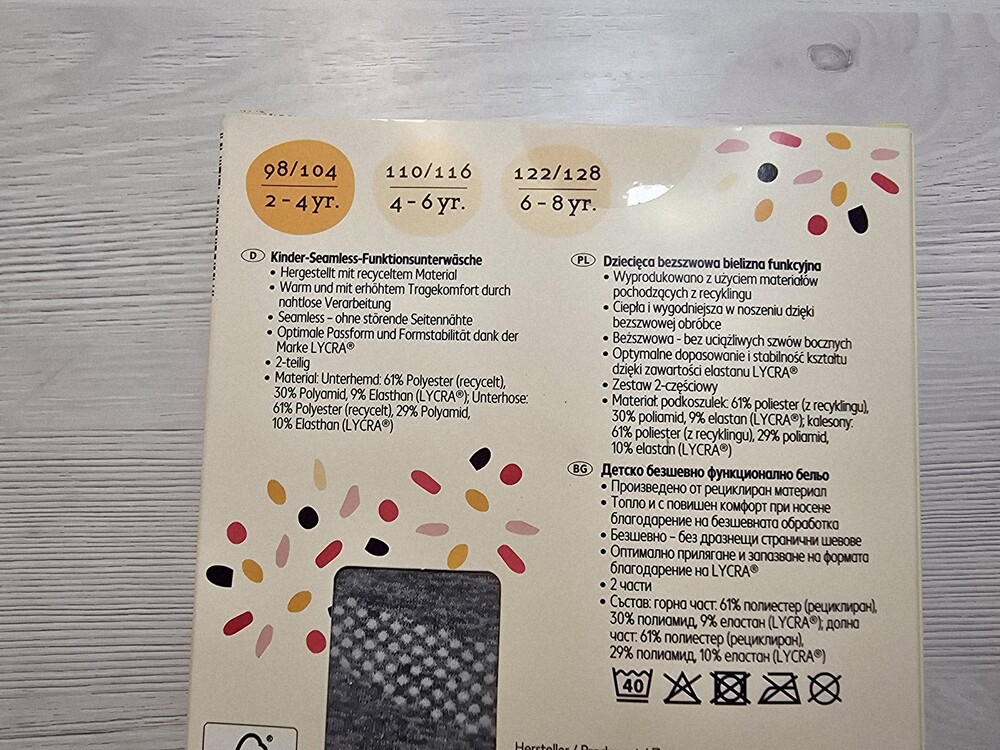 98/104
2 - 4 yr.
110/116
4 - 6 yr.
122/128
6 - 8 yr.
D Kinder-Seamless-Funktionsunterwäsche
• Hergestellt mit recyceltem Material
• Warm und mit erhöhtem Tragekomfort durch
nahtlose Verarbeitung
• Seamless – ohne störende Seitennähte
• Optimale Passform und Formstabilität dank der
Marke LYCRA®
• 2-teilig
• Material: Unterhemd: 61% Polyester (recycelt),
30% Polyamid, 9% Elasthan (LYCRA®); Unterhose:
61% Polyester (recycelt), 29% Polyamid,
10% Elasthan (LYCRA®)
PL Dziecięca bezszwowa bielizna funkcyjna
• Wyprodukowano z użyciem materiałów
pochodzących z recyklingu
• Ciepła i wygodniejsza w noszeniu dzięki
bezszwowej obróbce
• Bezszwowa - bez uciążliwych szwów bocznych
• Optymalne dopasowanie i stabilność kształtu
dzięki zawartości elastanu LYCRA®
• Zestaw 2-częściowy
• Materiał: podkoszulek: 61% poliester (z recyklingu),
30% poliamid, 9% elastan (LYCRA®); kalesony:
61% poliester (z recyklingu), 29% poliamid,
10% elastan (LYCRA®)
BG Детско безшевно функционално бельо
• Произведено от рециклиран материал
• Топло и с повишен комфорт при носене
благодарение на безшевната обработка
• Безшевно – без дразнещи странични шевове
• Оптимално прилягане и запазване на формата
благодарение на LYCRA®
• 2 части
• Състав: горна част: 61% полиестер (рециклиран),
30% полиамид, 9% еластан (LYCRA®); долна
част: 61% полиестер (рециклиран),
29% полиамид, 10% еластан (LYCRA®)
40
Hersteller /